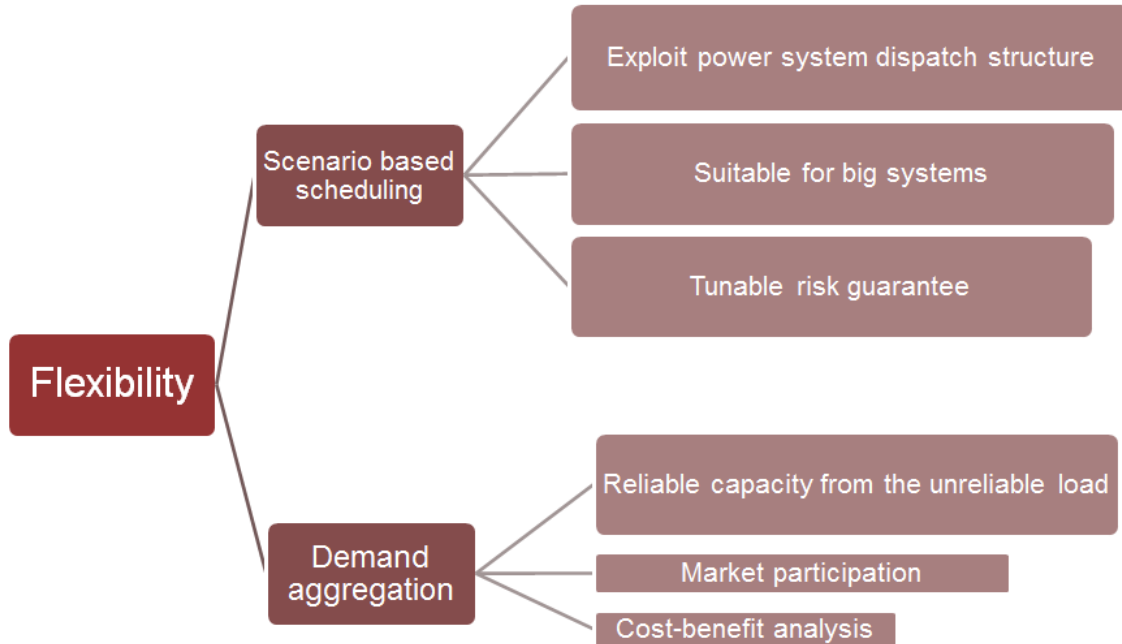 Flexibility
Scenario based
scheduling
Exploit power system dispatch structure
Suitable for big systems
Tunable risk guarantee
Demand
aggregation
Reliable capacity from the unreliable load
Market participation
Cost-benefit analysis